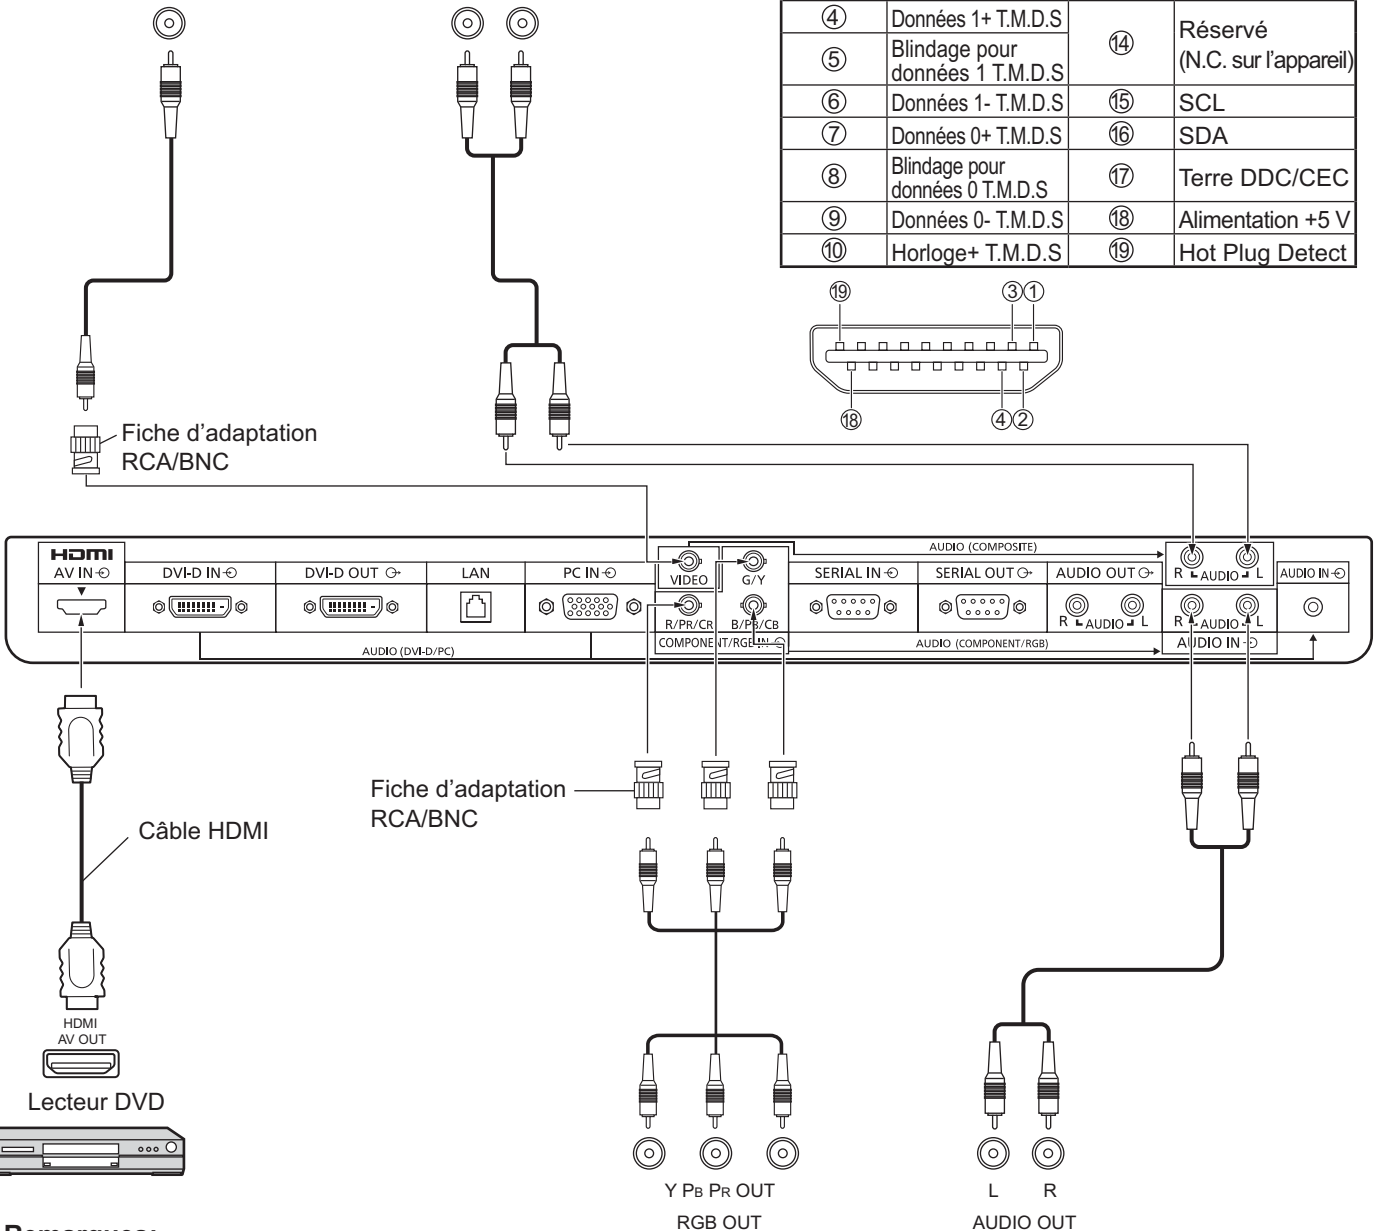 ④ Données 1+ T.M.D.S ⑭ Réservé
(N.C. sur l'appareil)
⑤ Blindage pour
données 1 T.M.D.S
⑥ Données 1- T.M.D.S ⑮ SCL
⑦ Données 0+ T.M.D.S ⑯ SDA
⑧ Blindage pour
données 0 T.M.D.S ⑰ Terre DDC/CEC
⑨ Données 0- T.M.D.S ⑱ Alimentation +5 V
⑩ Horloge+ T.M.D.S ⑲ Hot Plug Detect
⑲ ③ ①
⑱ ④ ②
Fiche d'adaptation
RCA/BNC
HDMI
AV IN
DVI-D IN
DVI-D OUT
LAN
PC IN
VIDEO
G/Y
R/PR/CR
B/PB/CB
COMPONENT/RGB IN
AUDIO (COMPOSITE)
SERIAL IN
SERIAL OUT
AUDIO OUT
R AUDIO L
R AUDIO L
R AUDIO L
AUDIO IN
AUDIO IN
AUDIO (DVI-D/PC)
AUDIO (COMPONENT/RGB)
Fiche d'adaptation
RCA/BNC
Câble HDMI
HDMI
AV OUT
Lecteur DVD
Y PB PR OUT
RGB OUT
L R
AUDIO OUT
Remarques: